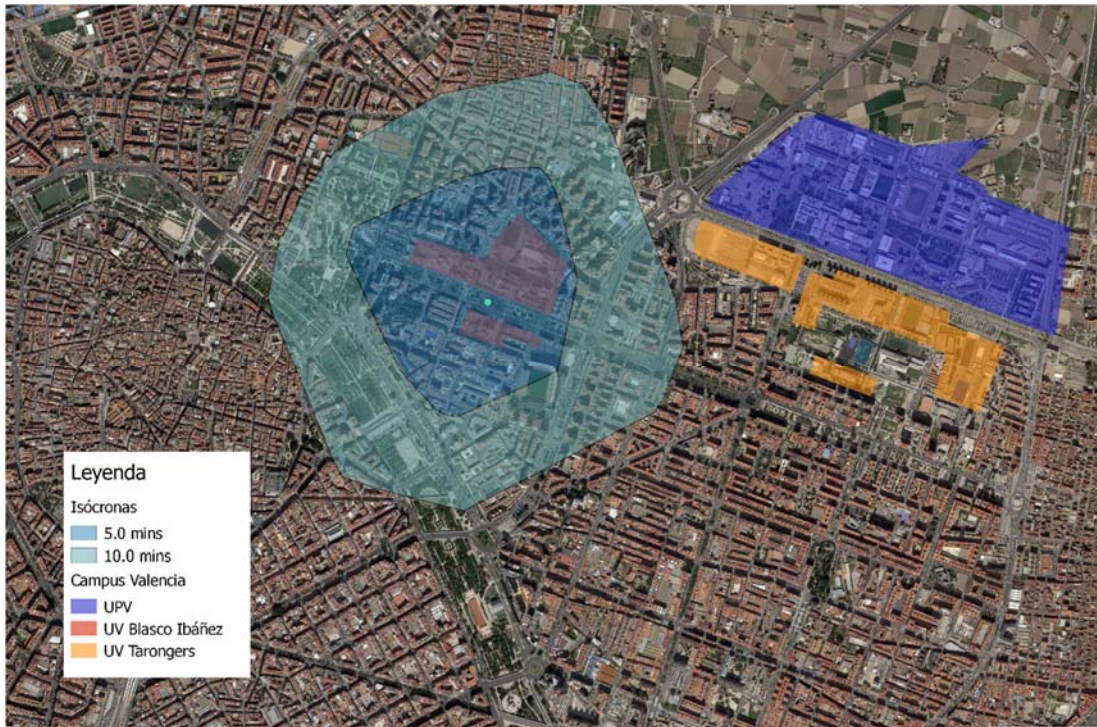 Leyenda
Isócronas
5.0 mins
10.0 mins
Campus Valencia
UPV
UV Blasco Ibáñez
UV Tarongers